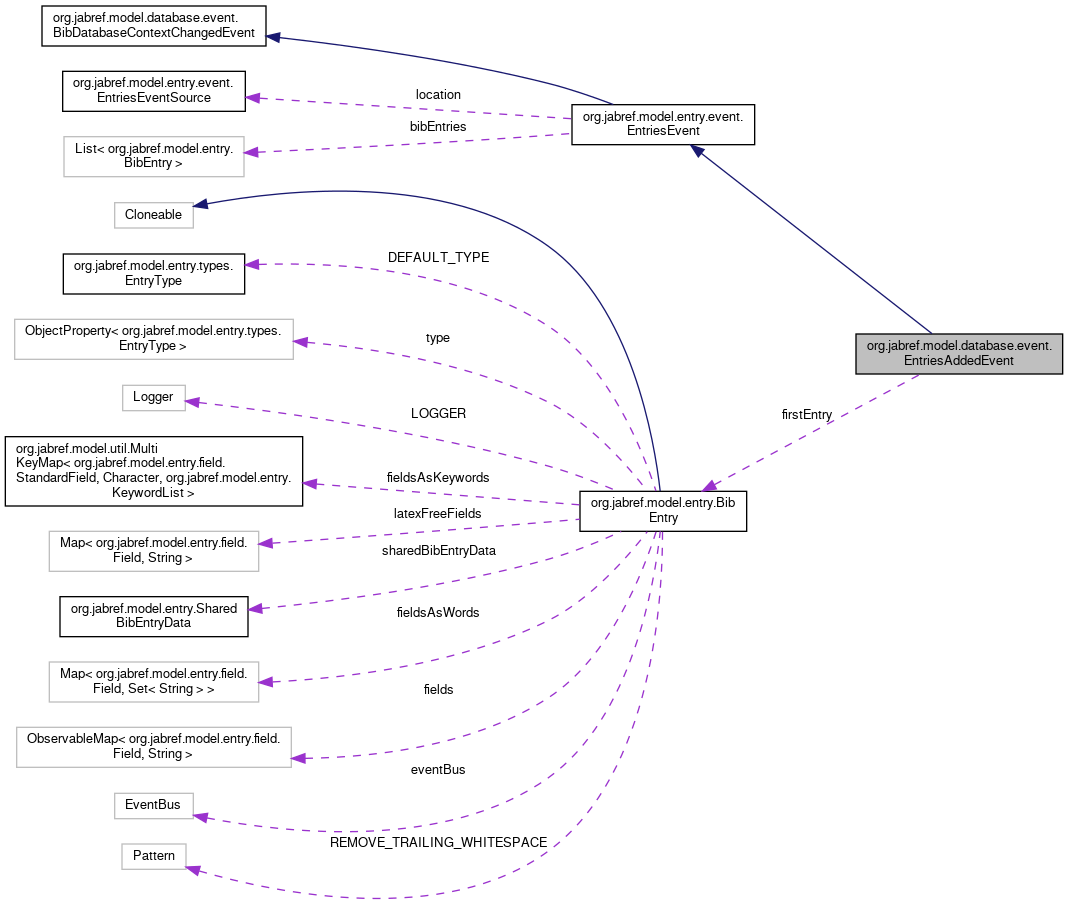 org.jabref.model.database.event.
BibDatabaseContextChangedEvent
org.jabref.model.entry.event.
EntriesEventSource
location
org.jabref.model.entry.event.
EntriesEvent
bibEntries
List< org.jabref.model.entry.
BibEntry >
Cloneable
org.jabref.model.entry.types.
EntryType
DEFAULT_TYPE
ObjectProperty< org.jabref.model.entry.types.
EntryType >
type
org.jabref.model.database.event.
EntriesAddedEvent
Logger
LOGGER
firstEntry
org.jabref.model.util.Multi
KeyMap< org.jabref.model.entry.field.
StandardField, Character, org.jabref.model.entry.
KeywordList >
fieldsAsKeywords
org.jabref.model.entry.Bib
Entry
latexFreeFields
Map< org.jabref.model.entry.field.
Field, String >
sharedBibEntryData
org.jabref.model.entry.Shared
BibEntryData
fieldsAsWords
Map< org.jabref.model.entry.field.
Field, Set< String > >
fields
ObservableMap< org.jabref.model.entry.field.
Field, String >
eventBus
EventBus
REMOVE_TRAILING_WHITESPACE
Pattern